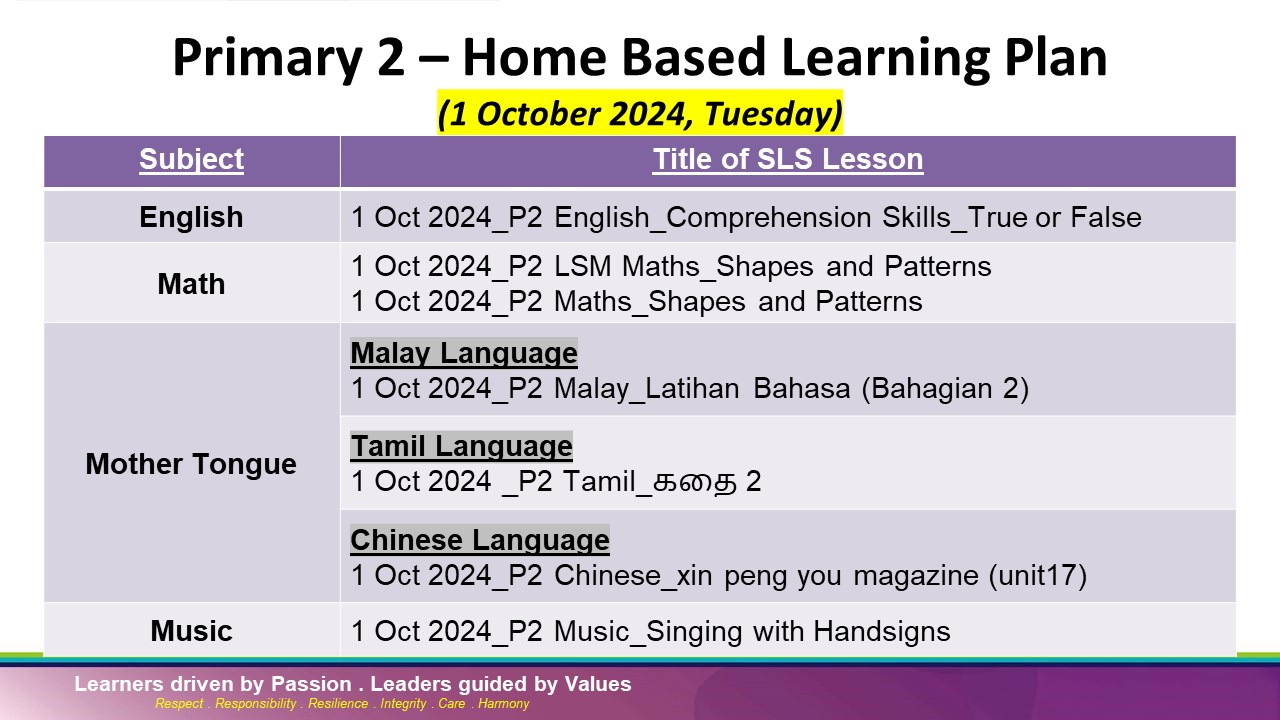 Primary 2 – Home Based Learning Plan
(1 October 2024, Tuesday)
Subject
Title of SLS Lesson
English
1 Oct 2024_P2 English_Comprehension Skills_True or False
Math
1 Oct 2024_P2 LSM Maths_Shapes and Patterns
1 Oct 2024_P2 Maths_Shapes and Patterns
Mother Tongue
Malay Language
1 Oct 2024_P2 Malay_Latihan Bahasa (Bahagian 2)
Tamil Language
1 Oct 2024 _P2 Tamil_கதை 2
Chinese Language
1 Oct 2024_P2 Chinese_xin peng you magazine (unit17)
Music
1 Oct 2024_P2 Music_Singing with Handsigns
Learners driven by Passion . Leaders guided by Values
Respect . Responsibility . Resilience . Integrity . Care . Harmony